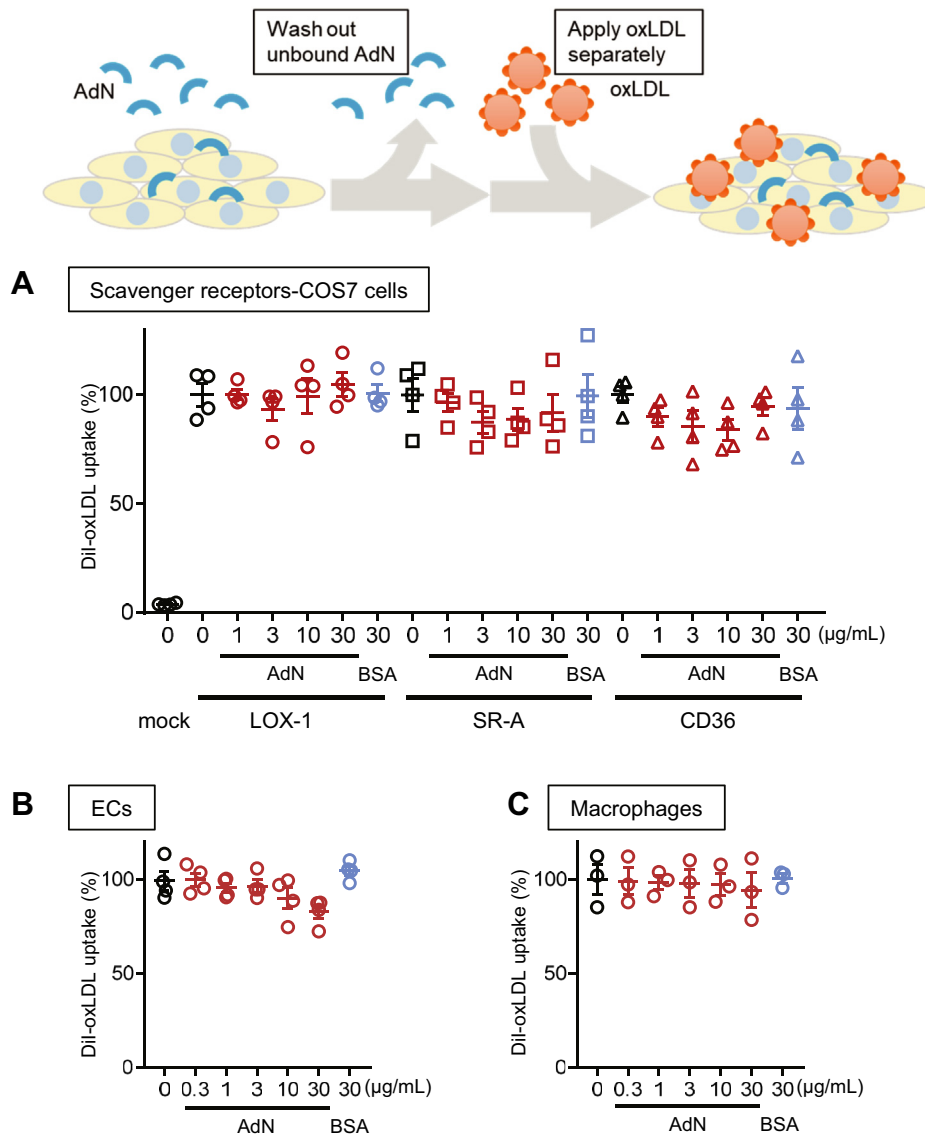 Wash out
unbound AdN
Apply oxLDL
separately
AdN
oxLDL
A
Scavenger receptors-COS7 cells
DiI-oxLDL uptake (%)
100
50
0
0 0 1 3 10 30 30 0 1 3 10 30 30 0 1 3 10 30 30 (μg/mL)
AdN BSA AdN BSA AdN BSA
mock LOX-1 SR-A CD36
B
ECs
DiI-oxLDL uptake (%)
100
50
0
0 0.3 1 3 10 30 30 (μg/mL)
AdN BSA
C
Macrophages
DiI-oxLDL uptake (%)
100
50
0
0 0.3 1 3 10 30 30 (μg/mL)
AdN BSA